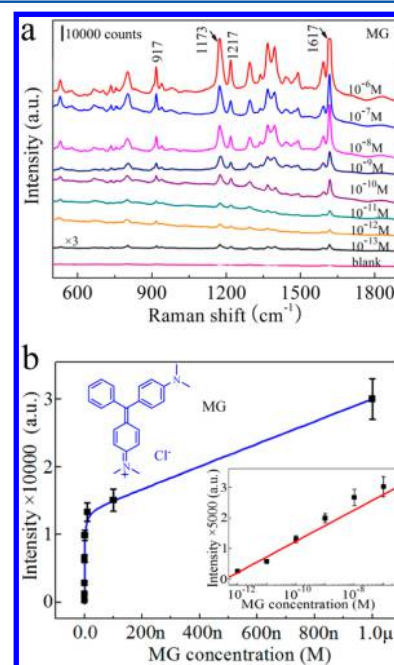 a
10000 counts
917
1173
1217
1617
MG
10⁻⁶M
10⁻⁷M
10⁻⁸M
10⁻⁹M
10⁻¹⁰M
10⁻¹¹M
10⁻¹²M
×3
10⁻¹³M
blank
Intensity (a.u.)
600 900 1200 1500 1800
Raman shift (cm⁻¹)
b
Intensity ×10000 (a.u.)
3
2
1
0
N
MG
N
+
Cl⁻
Intensity ×5000 (a.u.)
3
2
1
0
10⁻¹² 10⁻¹⁰ 10⁻⁸
MG concentration (M)
0.0 200n 400n 600n 800n 1.0μ
MG concentration (M)